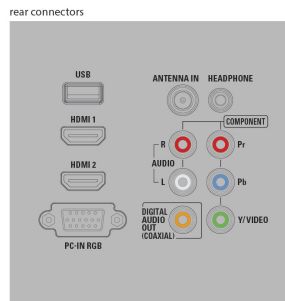 rear connectors
USB
ANTENNA IN HEADPHONE
HDMI 1
COMPONENT
R
Pr
HDMI 2
AUDIO
L
Pb
DIGITAL
AUDIO
OUT
(COAXIAL)
Y/VIDEO
PC-IN RGB